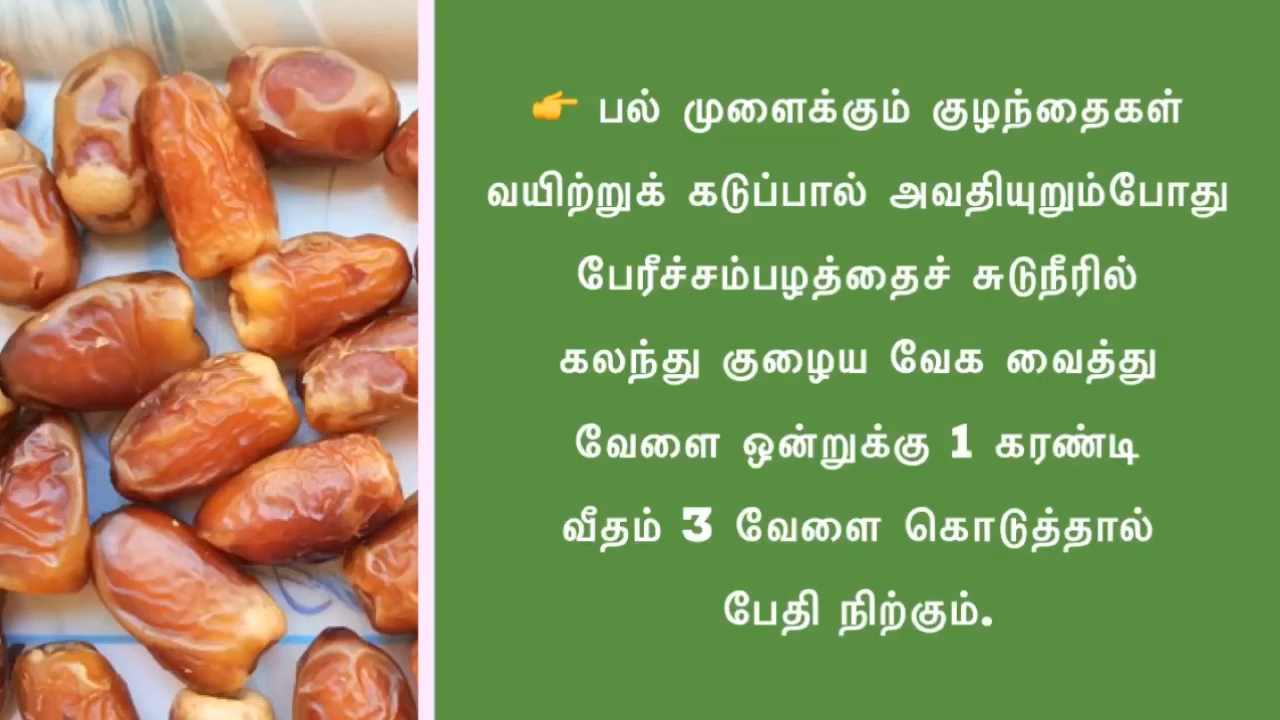 👉 பல் முளைக்கும் குழந்தைகள்
வயிற்றுக் கடுப்பால் அவதியுறும்போது
பேரீச்சம்பழத்தைச் சுடுநீரில்
கலந்து குழைய வேக வைத்து
வேளை ஒன்றுக்கு 1 கரண்டி
வீதம் 3 வேளை கொடுத்தால்
பேதி நிற்கும்.